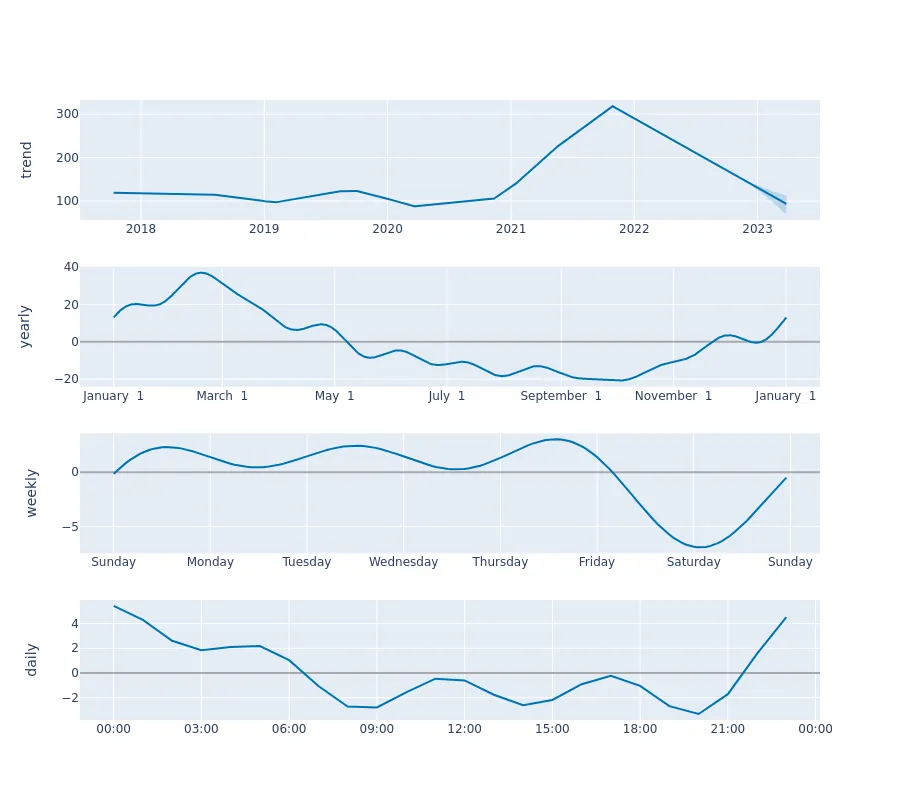 trend
300
200
100
2018 2019 2020 2021 2022 2023
yearly
40
20
0
−20
January 1 March 1 May 1 July 1 September 1 November 1 January 1
weekly
0
−5
Sunday Monday Tuesday Wednesday Thursday Friday Saturday Sunday
daily
4
2
0
−2
00:00 03:00 06:00 09:00 12:00 15:00 18:00 21:00 00:00